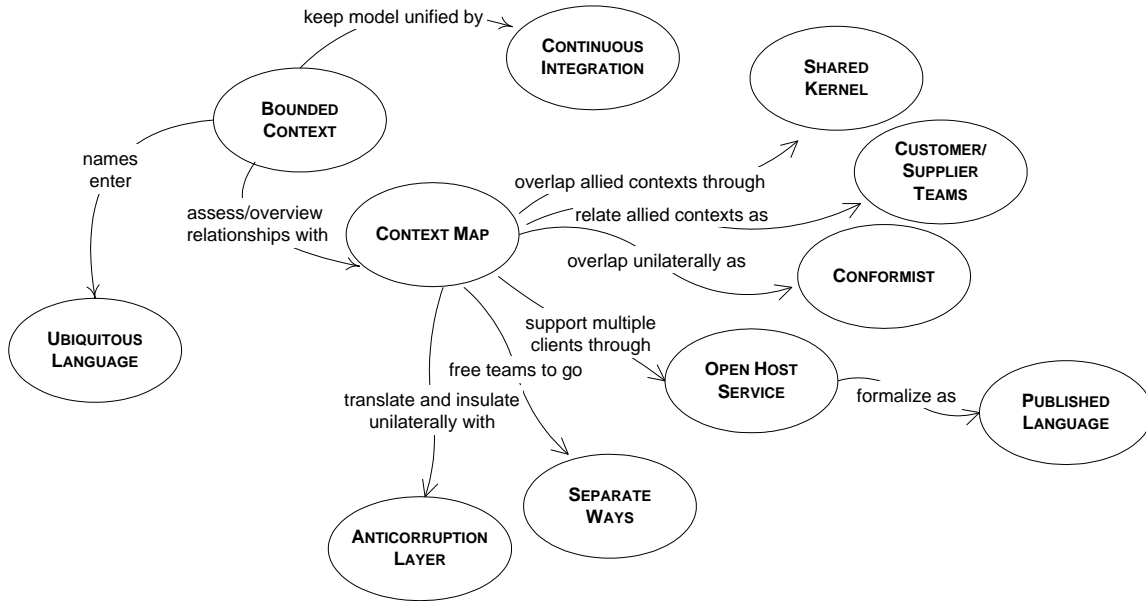 keep model unified by
CONTINUOUS
INTEGRATION
SHARED
KERNEL
BOUNDED
CONTEXT
CUSTOMER/
SUPPLIER
TEAMS
names
enter
overlap allied contexts through
assess/overview
relationships with
relate allied contexts as
CONTEXT MAP
overlap unilaterally as
CONFORMIST
UBIQUITOUS
LANGUAGE
support multiple
clients through
free teams to go
OPEN HOST
SERVICE
formalize as
PUBLISHED
LANGUAGE
translate and insulate
unilaterally with
SEPARATE
WAYS
ANTICORRUPTION
LAYER